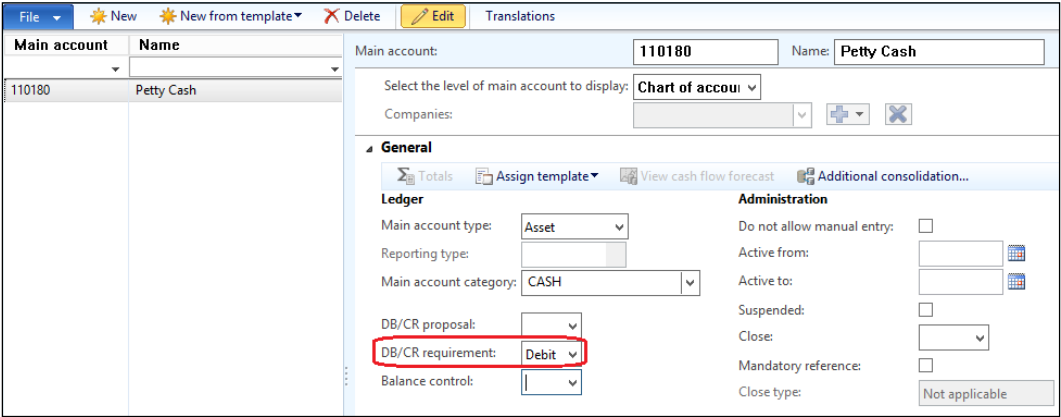 File New New from template Delete Edit Translations
Main account Name
110180 Petty Cash
Main account: 110180 Name: Petty Cash
Select the level of main account to display: Chart of accou
Companies:
General
Totals Assign template View cash flow forecast Additional consolidation...
Ledger Administration
Main account type: Asset Do not allow manual entry:
Reporting type: Active from:
Main account category: CASH Active to:
Suspended:
DB/CR proposal: Close:
DB/CR requirement: Debit Mandatory reference:
Balance control: Close type: Not applicable